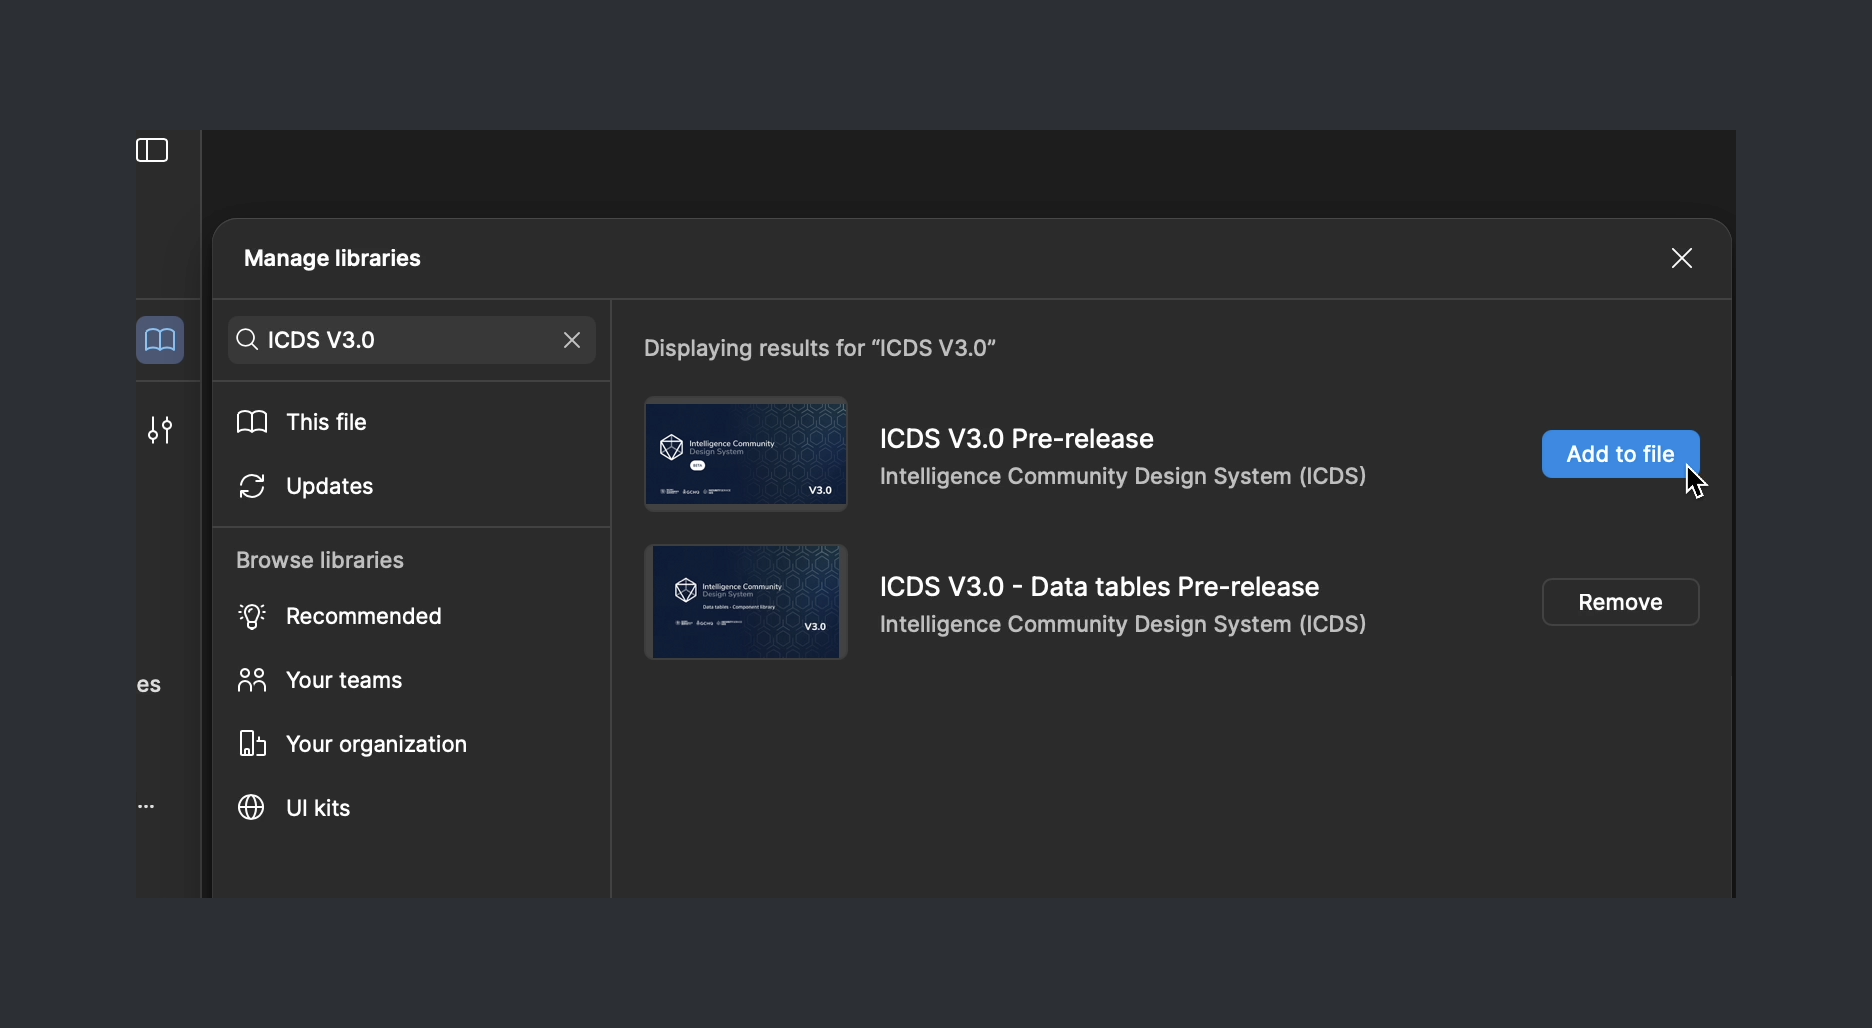 Manage libraries
ICDS V3.0
Displaying results for “ICDS V3.0”
This file
Updates
Browse libraries
Recommended
Your teams
Your organization
UI kits
es
...
Intelligence Community
Design System
BETA
GCHQ
V3.0
ICDS V3.0 Pre-release
Intelligence Community Design System (ICDS)
Add to file
Intelligence Community
Design System
Data tables - Component library
GCHQ
V3.0
ICDS V3.0 - Data tables Pre-release
Intelligence Community Design System (ICDS)
Remove